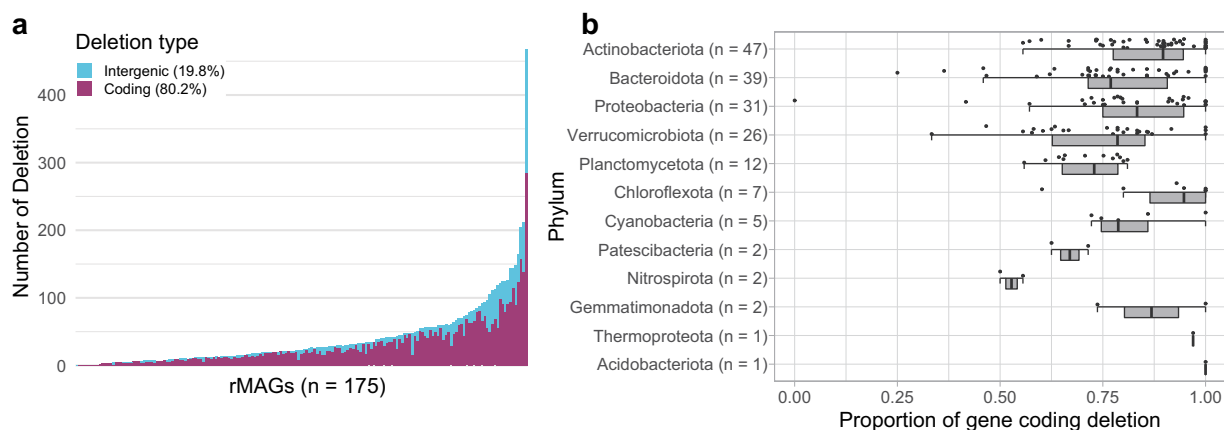 a
Deletion type
Intergenic (19.8%)
Coding (80.2%)
Number of Deletion
400
300
200
100
0
rMAGs (n = 175)
b
Phylum
Actinobacteriota (n = 47)
Bacteroidota (n = 39)
Proteobacteria (n = 31)
Verrucomicrobiota (n = 26)
Planctomycetota (n = 12)
Chloroflexota (n = 7)
Cyanobacteria (n = 5)
Patescibacteria (n = 2)
Nitrospirota (n = 2)
Gemmatimonadota (n = 2)
Thermoproteota (n = 1)
Acidobacteriota (n = 1)
0.00 0.25 0.50 0.75 1.00
Proportion of gene coding deletion